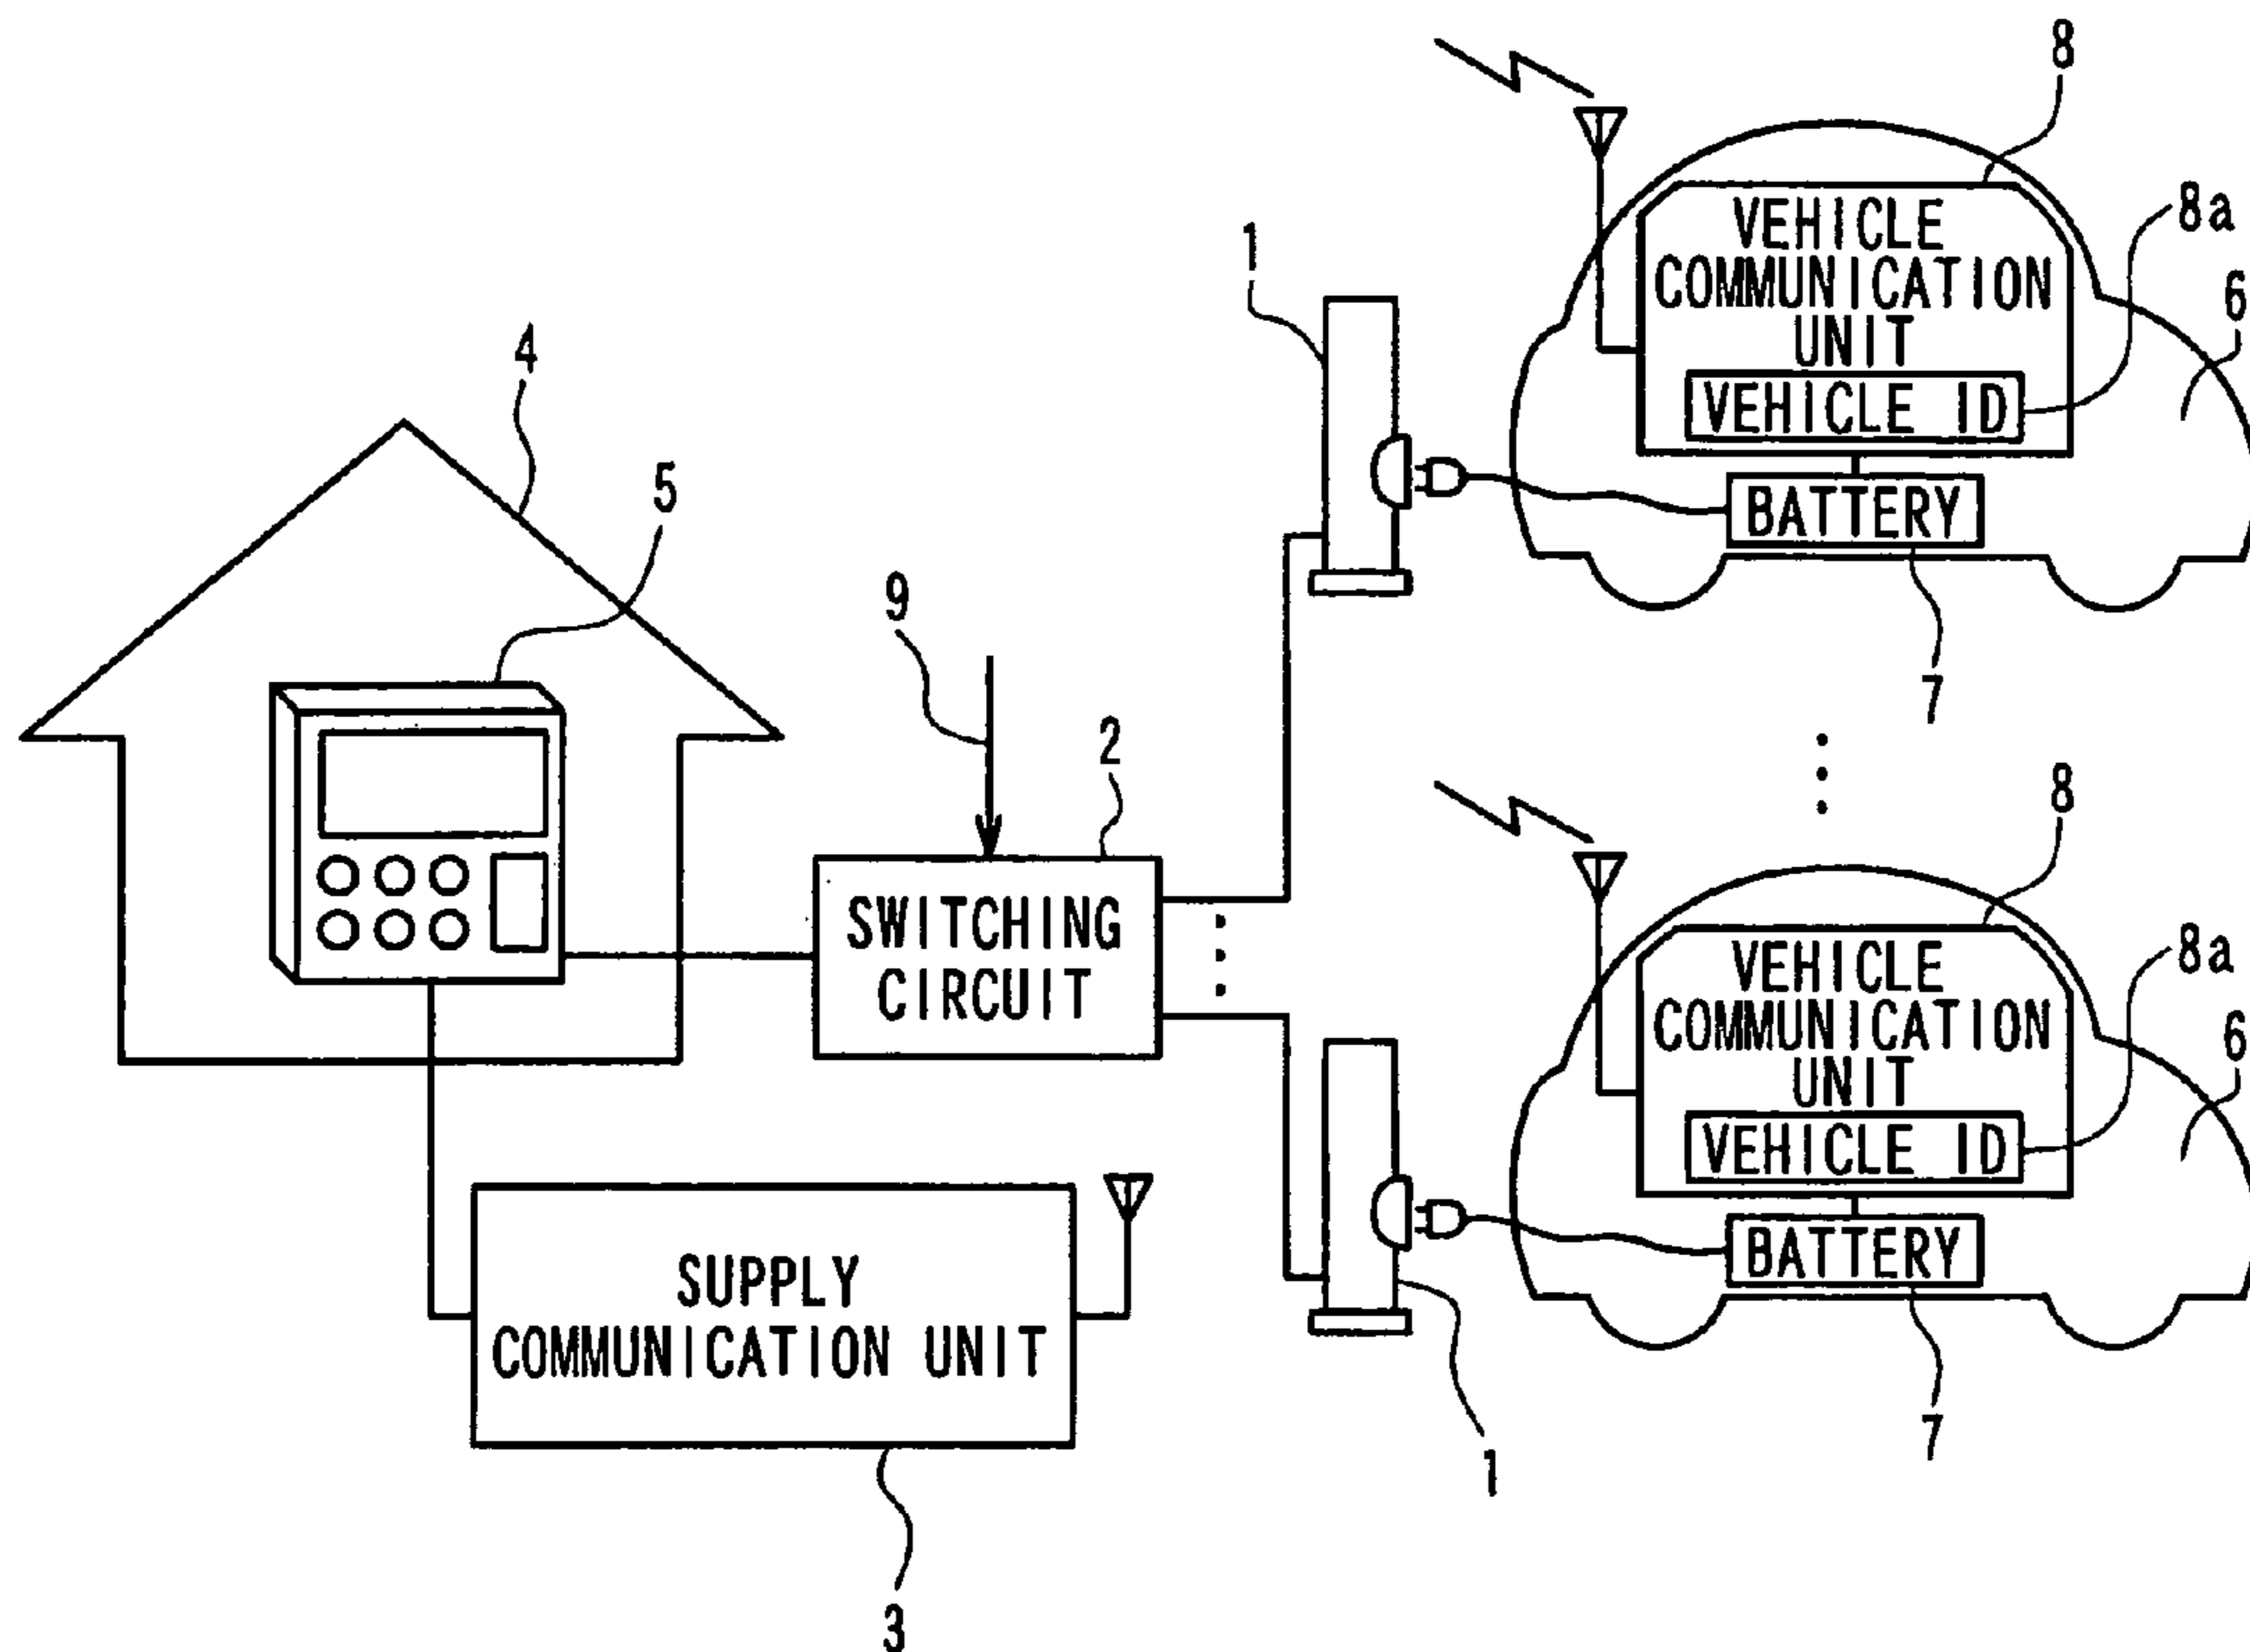 8
VEHICLE
COMMUNICATION
UNIT
VEHICLE ID
8a
6
1
BATTERY
7
4
5
9
2
SWITCHING
CIRCUIT
8
VEHICLE
COMMUNICATION
UNIT
VEHICLE ID
8a
6
BATTERY
7
1
SUPPLY
COMMUNICATION UNIT
3